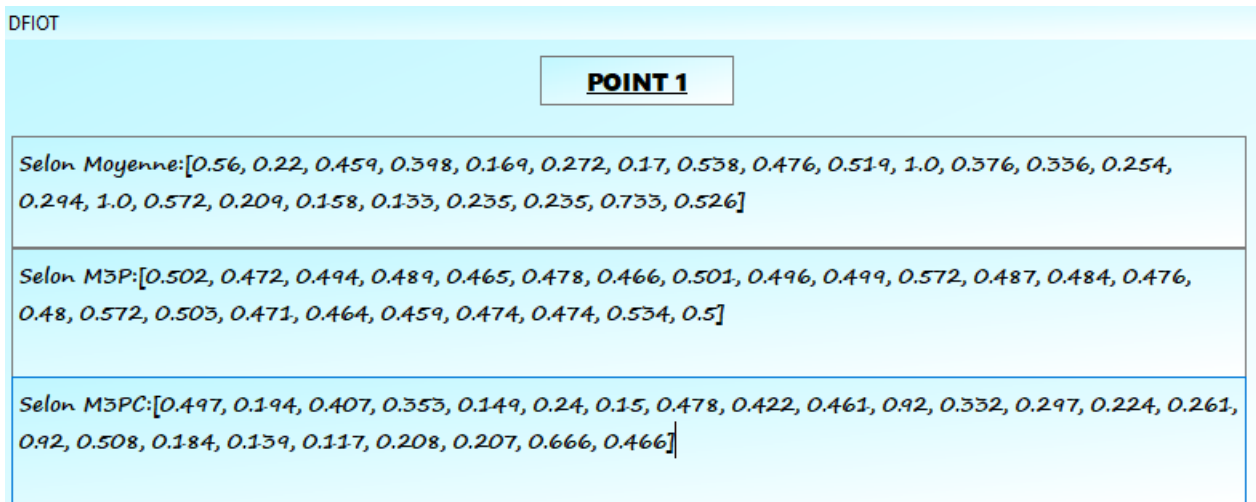 DFIOT
POINT 1
Selon Moyenne:[0.56, 0.22, 0.459, 0.398, 0.169, 0.272, 0.17, 0.538, 0.476, 0.519, 1.0, 0.376, 0.336, 0.254,
0.294, 1.0, 0.572, 0.209, 0.158, 0.133, 0.235, 0.235, 0.733, 0.526]
Selon M3P:[0.502, 0.472, 0.494, 0.489, 0.465, 0.478, 0.466, 0.501, 0.496, 0.499, 0.572, 0.487, 0.484, 0.476,
0.48, 0.572, 0.503, 0.471, 0.464, 0.459, 0.474, 0.474, 0.534, 0.5]
Selon M3PC:[0.497, 0.194, 0.407, 0.353, 0.149, 0.24, 0.15, 0.478, 0.422, 0.461, 0.92, 0.332, 0.297, 0.224, 0.261,
0.92, 0.508, 0.184, 0.139, 0.117, 0.208, 0.207, 0.666, 0.466]